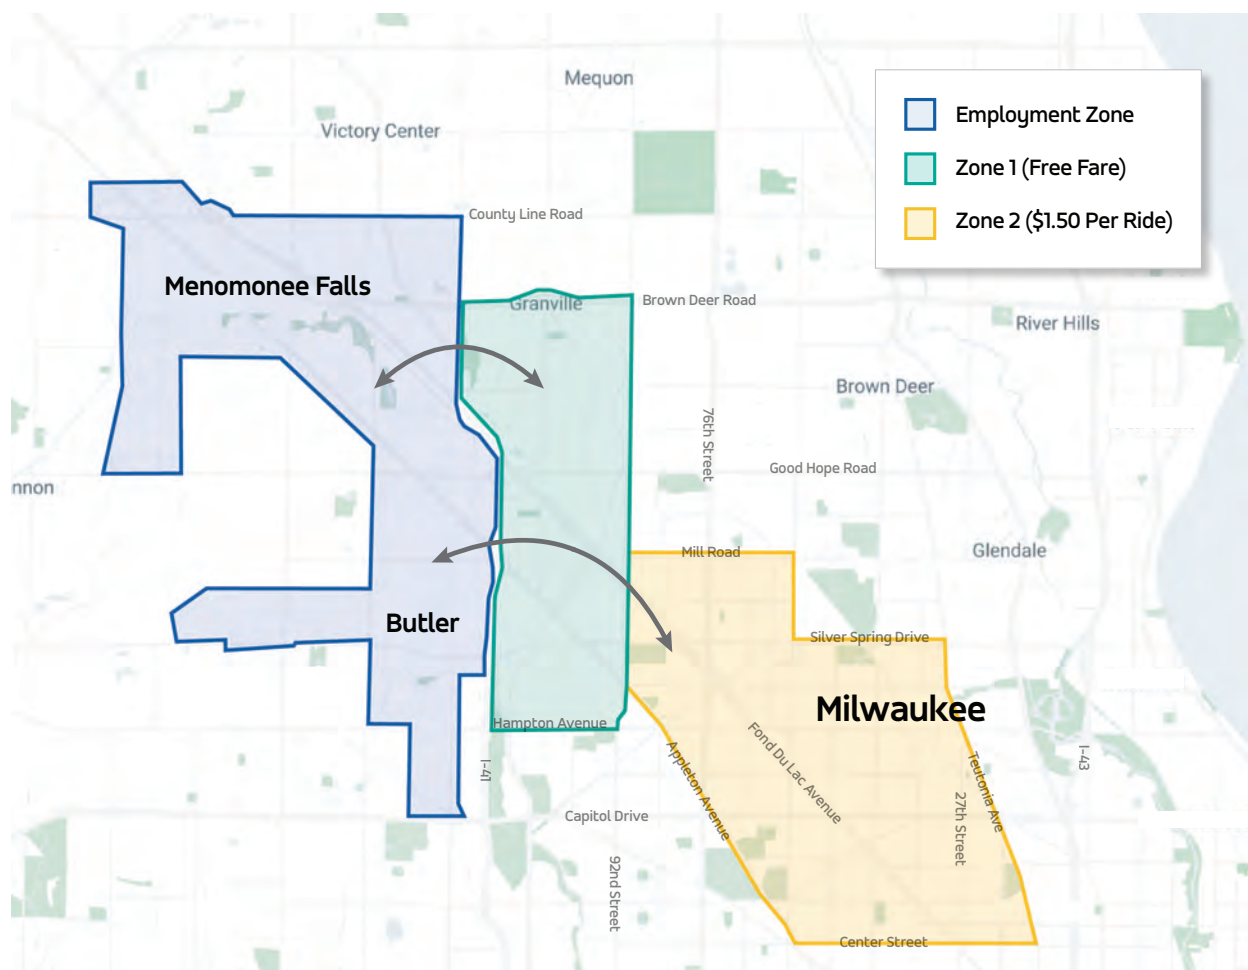 Mequon
Victory Center
Employment Zone
Zone 1 (Free Fare)
Zone 2 ($1.50 Per Ride)
County Line Road
Menomonee Falls
Granville
Brown Deer Road
River Hills
Brown Deer
76th Street
Good Hope Road
nnon
Mill Road
Glendale
Butler
Silver Spring Drive
Milwaukee
Hampton Avenue
Fond Du Lac Avenue
Appleton Avenue
Teutonia Ave
I-43
I-41
27th Street
Capitol Drive
92nd Street
Center Street